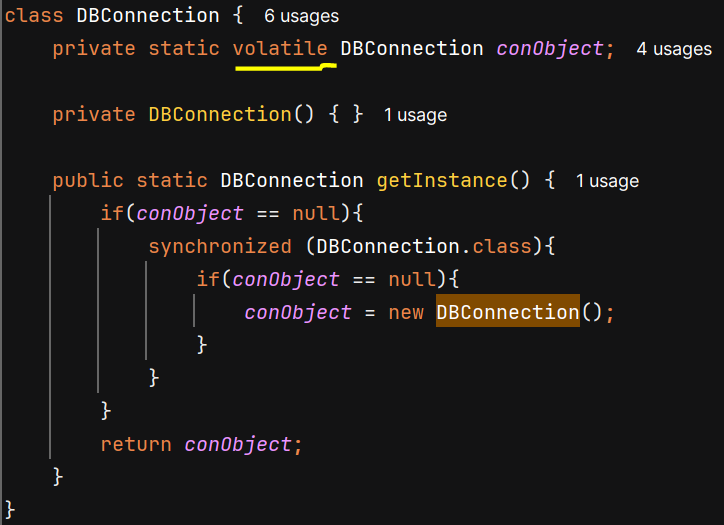 class DBConnection {  6 usages
    private static volatile DBConnection conObject;  4 usages
    private DBConnection() { }  1 usage
    public static DBConnection getInstance() {  1 usage
        if(conObject == null){
            synchronized (DBConnection.class){
                if(conObject == null){
                    conObject = new DBConnection();
                }
            }
        }
        return conObject;
    }
}